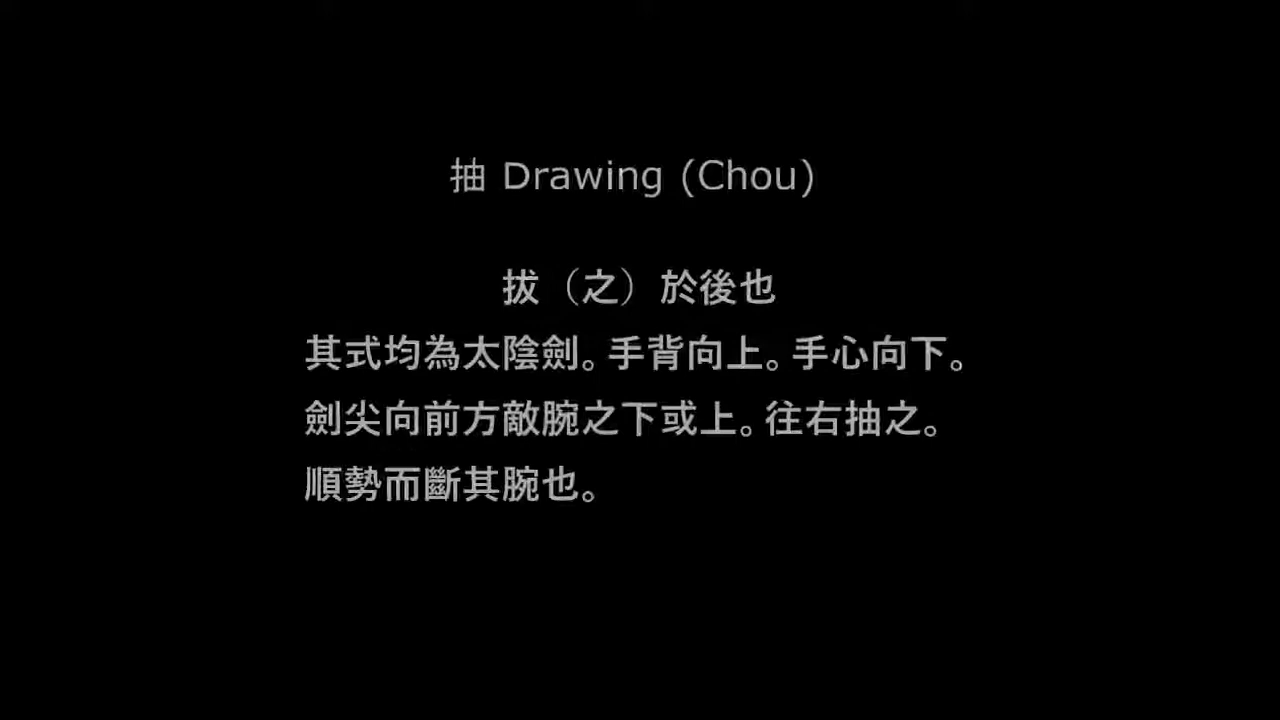 抽 Drawing (Chou)
拔（之）於後也
其式均為太陰劍。手背向上。手心向下。
劍尖向前方敵腕之下或上。往右抽之。
順勢而斷其腕也。